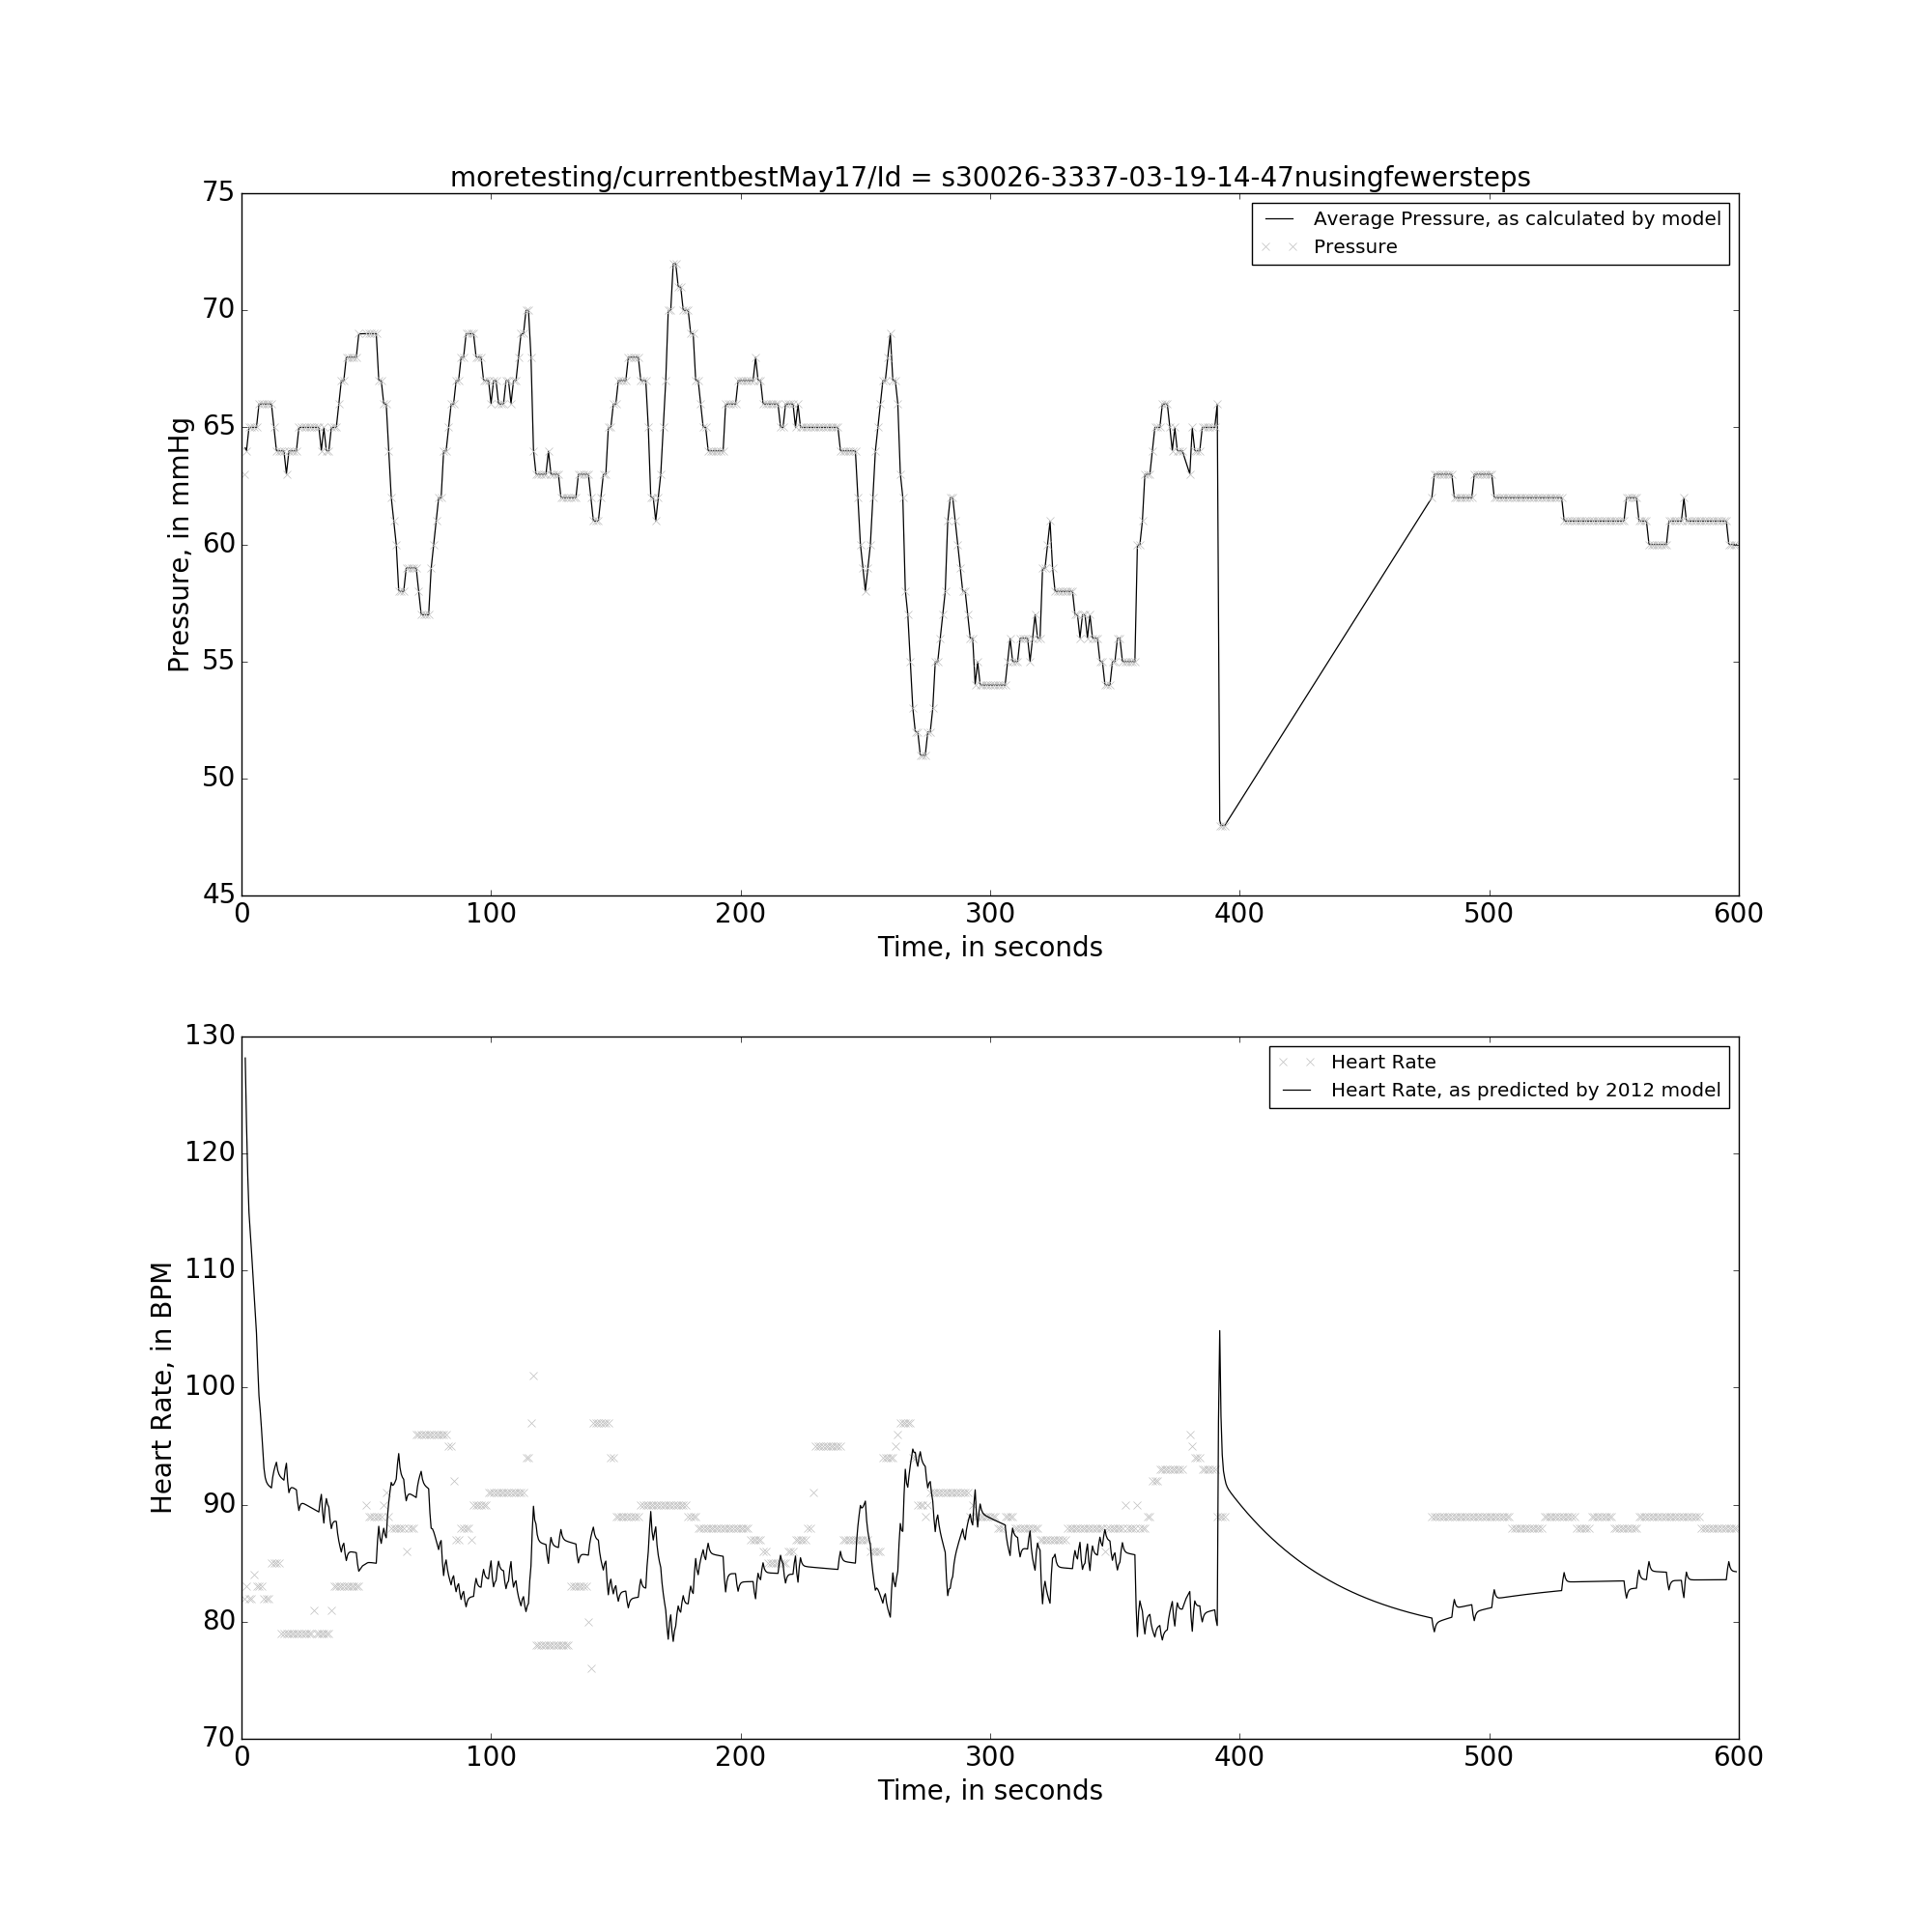 moretesting/currentbestMay17/Id = s30026-3337-03-19-14-47nusingfewersteps
75
70
65
60
55
50
45
Pressure, in mmHg
Average Pressure, as calculated by model
Pressure
0 100 200 300 400 500 600
Time, in seconds
130
120
110
100
90
80
70
Heart Rate, in BPM
Heart Rate
Heart Rate, as predicted by 2012 model
0 100 200 300 400 500 600
Time, in seconds